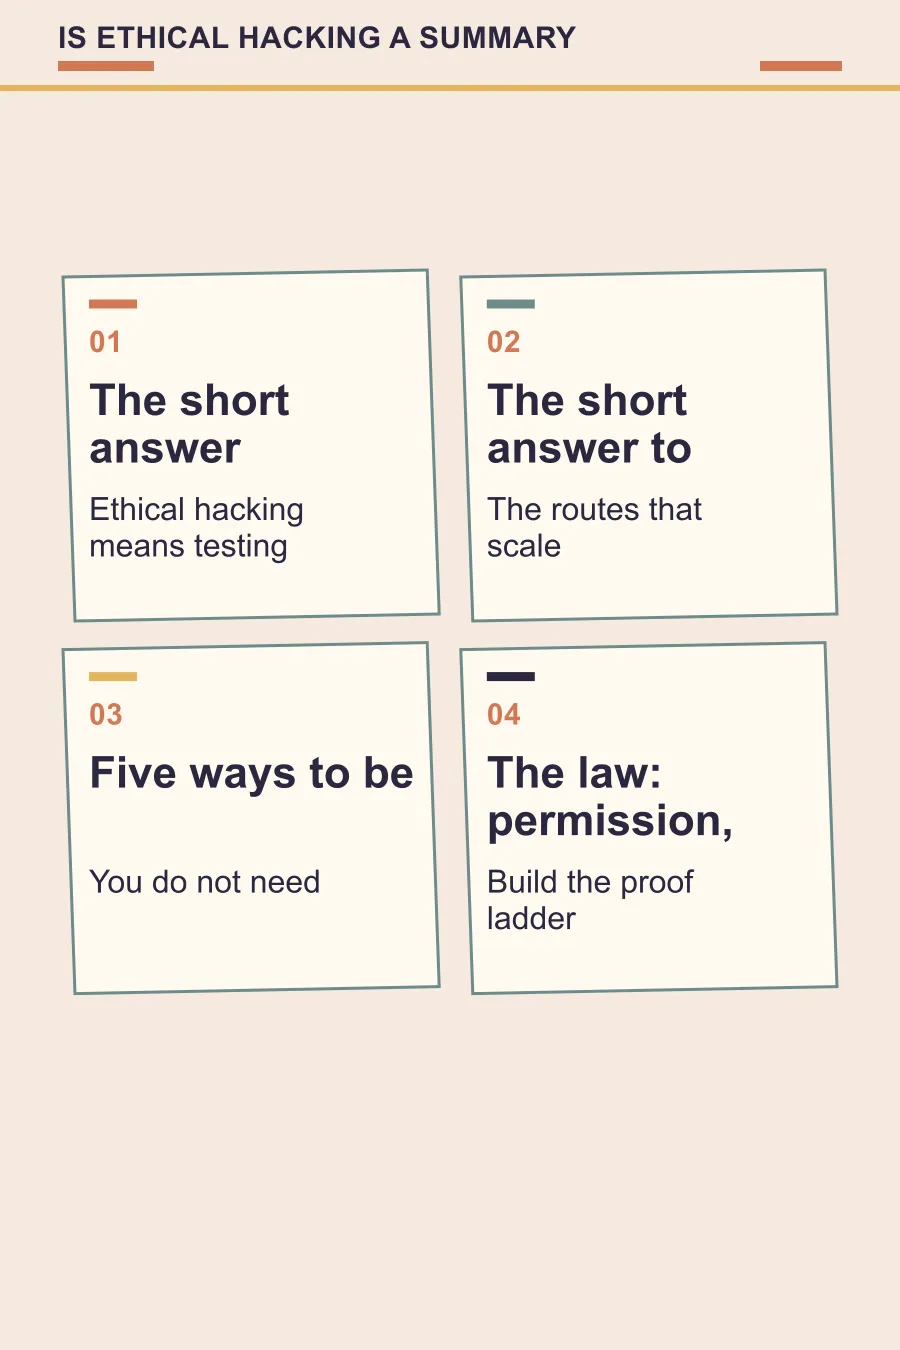 IS ETHICAL HACKING A SUMMARY
01
The short
answer
Ethical hacking
means testing
02
The short
answer to
The routes that
scale
03
Five ways to be
You do not need
04
The law:
permission,
Build the proof
ladder